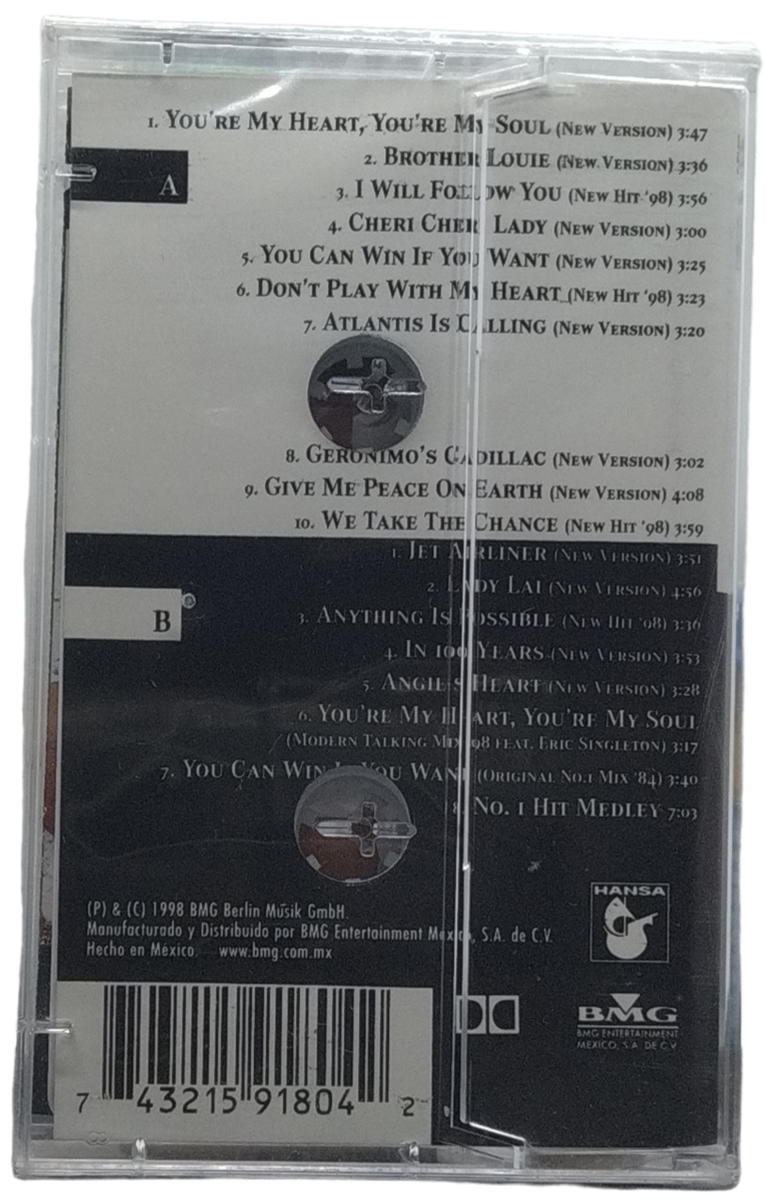 1. You're My Heart, You're My Soul (New Version) 3:47
2. Brother Louie (New Version) 3:36
A
3. I Will Follow You (New Hit '98) 3:56
4. Cheri Cheri Lady (New Version) 3:00
5. You Can Win If You Want (New Version) 3:25
6. Don't Play With My Heart (New Hit '98) 3:23
7. Atlantis Is Calling (New Version) 3:20
8. Geronimo's Cadillac (New Version) 3:02
9. Give Me Peace On Earth (New Version) 4:08
10. We Take The Chance (New Hit '98) 3:59
1. Jet Airliner (New Version) 3:51
2. Lady Lai (New Version) 4:56
B
3. Anything Is Possible (New Hit '98) 3:36
4. In 100 Years (New Version) 3:53
5. Angie's Heart (New Version) 3:28
6. You're My Heart, You're My Soul
(Modern Talking Mix '98 feat. Eric Singleton) 3:17
7. You Can Win If You Want (Original No.1 Mix '84) 3:40
8. No. 1 Hit Medley 7:03
(P) & (C) 1998 BMG Berlin Musik GmbH.
Manufacturado y Distribuido por BMG Entertainment Mexico, S.A. de C.V.
Hecho en México. www.bmg.com.mx
HANSA
BMG
BMG ENTERTAINMENT
MEXICO, S.A. DE C.V.
7 43215 91804 2